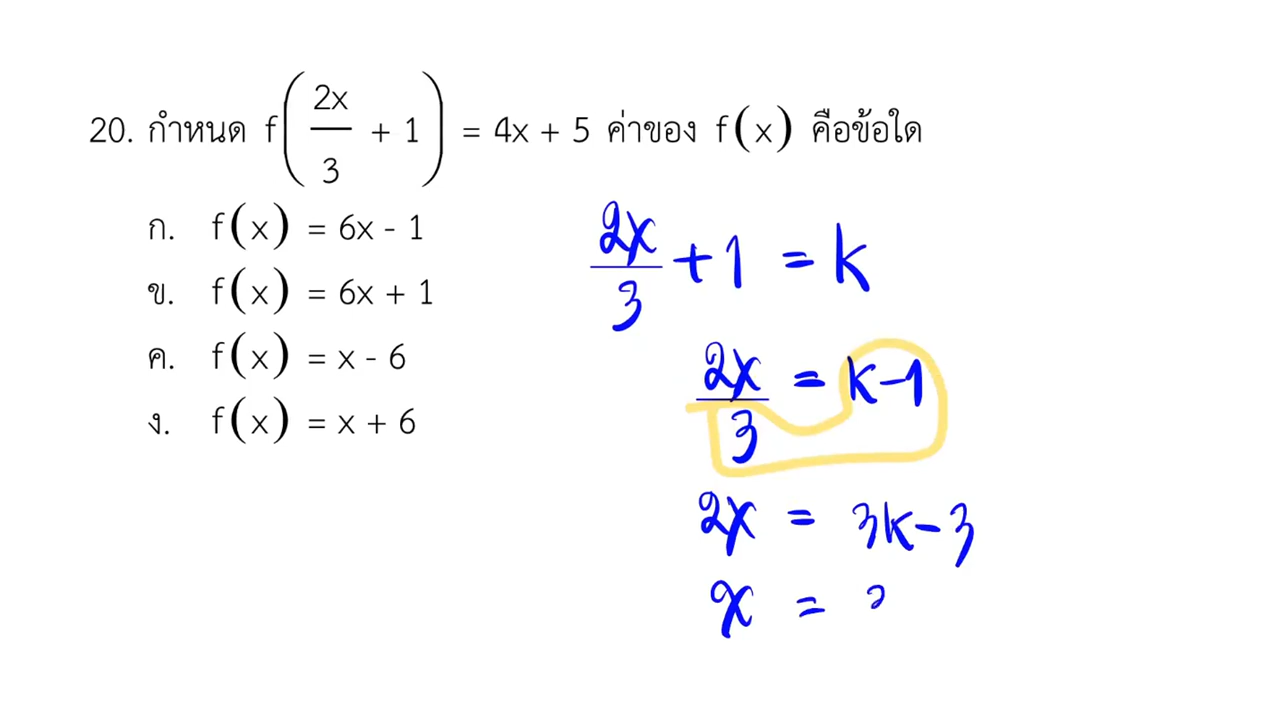 20. กำหนด f(2x/3 + 1) = 4x + 5 ค่าของ f(x) คือข้อใด
ก. f(x) = 6x - 1
ข. f(x) = 6x + 1
ค. f(x) = x - 6
ง. f(x) = x + 6
2x/3 + 1 = k
2x/3 = k - 1
2x = 3k - 3
x =